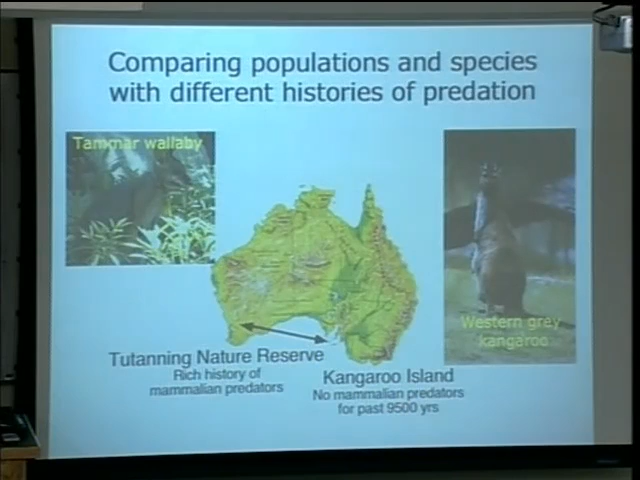 Comparing populations and species
with different histories of predation
Tammar wallaby
Western grey
kangaroo
Tutanning Nature Reserve
Rich history of
mammalian predators
Kangaroo Island
No mammalian predators
for past 9500 yrs